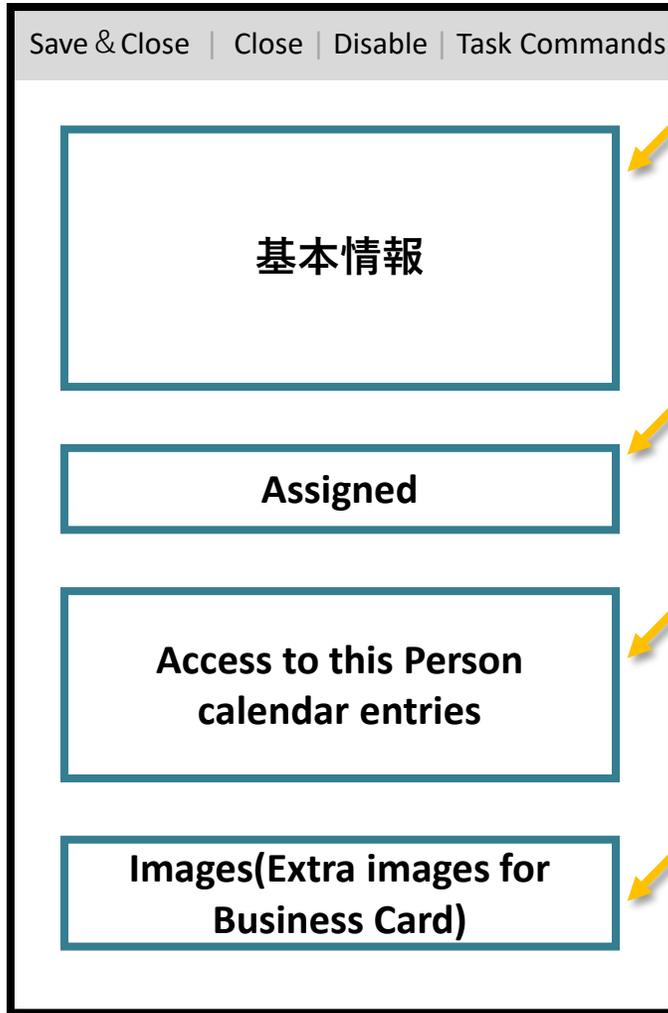 Save＆Close | Close | Disable | Task Commands
基本情報
Assigned
Access to this Person
calendar entries
Images(Extra images for
Business Card)